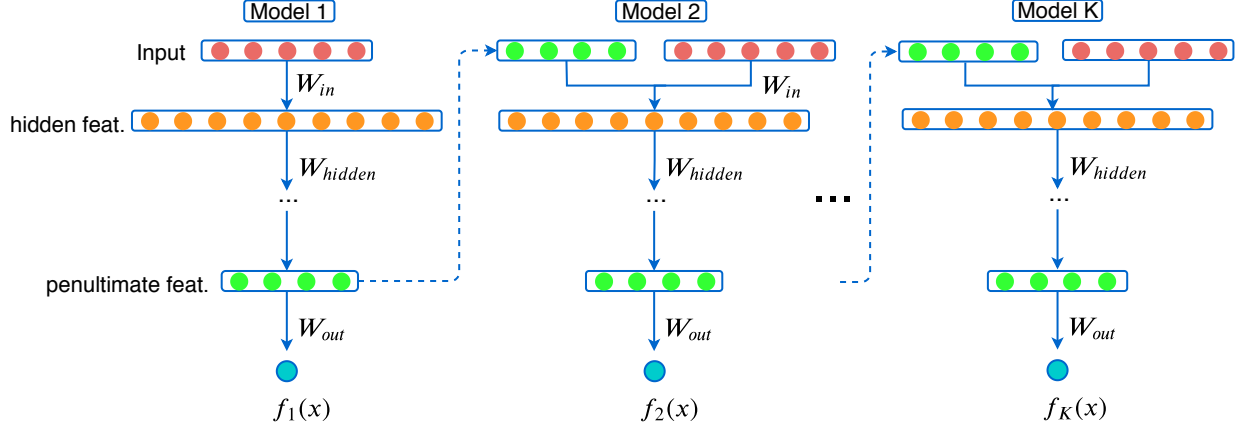 Model 1
Model 2
Model K
Input
W_in
W_in
hidden feat.
W_hidden
W_hidden
W_hidden
...
...
...
...
penultimate feat.
W_out
W_out
W_out
f_1(x)
f_2(x)
f_K(x)